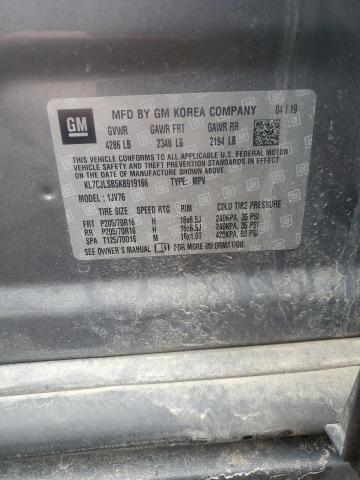 MFD BY GM KOREA COMPANY 04 / 19
GM GVWR GAWR FRT GAWR RR
4286 LB 2348 LB 2194 LB
THIS VEHICLE CONFORMS TO ALL APPLICABLE U.S. FEDERAL MOTOR
VEHICLE SAFETY AND THEFT PREVENTION STANDARDS IN EFFECT ON
THE DATE OF MANUFACTURE SHOWN ABOVE.
KL7CJLSB5KB919166 TYPE: MPV
MODEL: 1JV76
TIRE SIZE SPEED RTG RIM COLD TIRE PRESSURE
FRT P205/70R16 H 16x6.5J 240KPA, 35 PSI
RR P205/70R16 H 16x6.5J 240KPA, 35 PSI
SPA T125/70D16 M 16x4.0T 420KPA, 60 PSI
SEE OWNER'S MANUAL FOR ADDITIONAL INFORMATION.